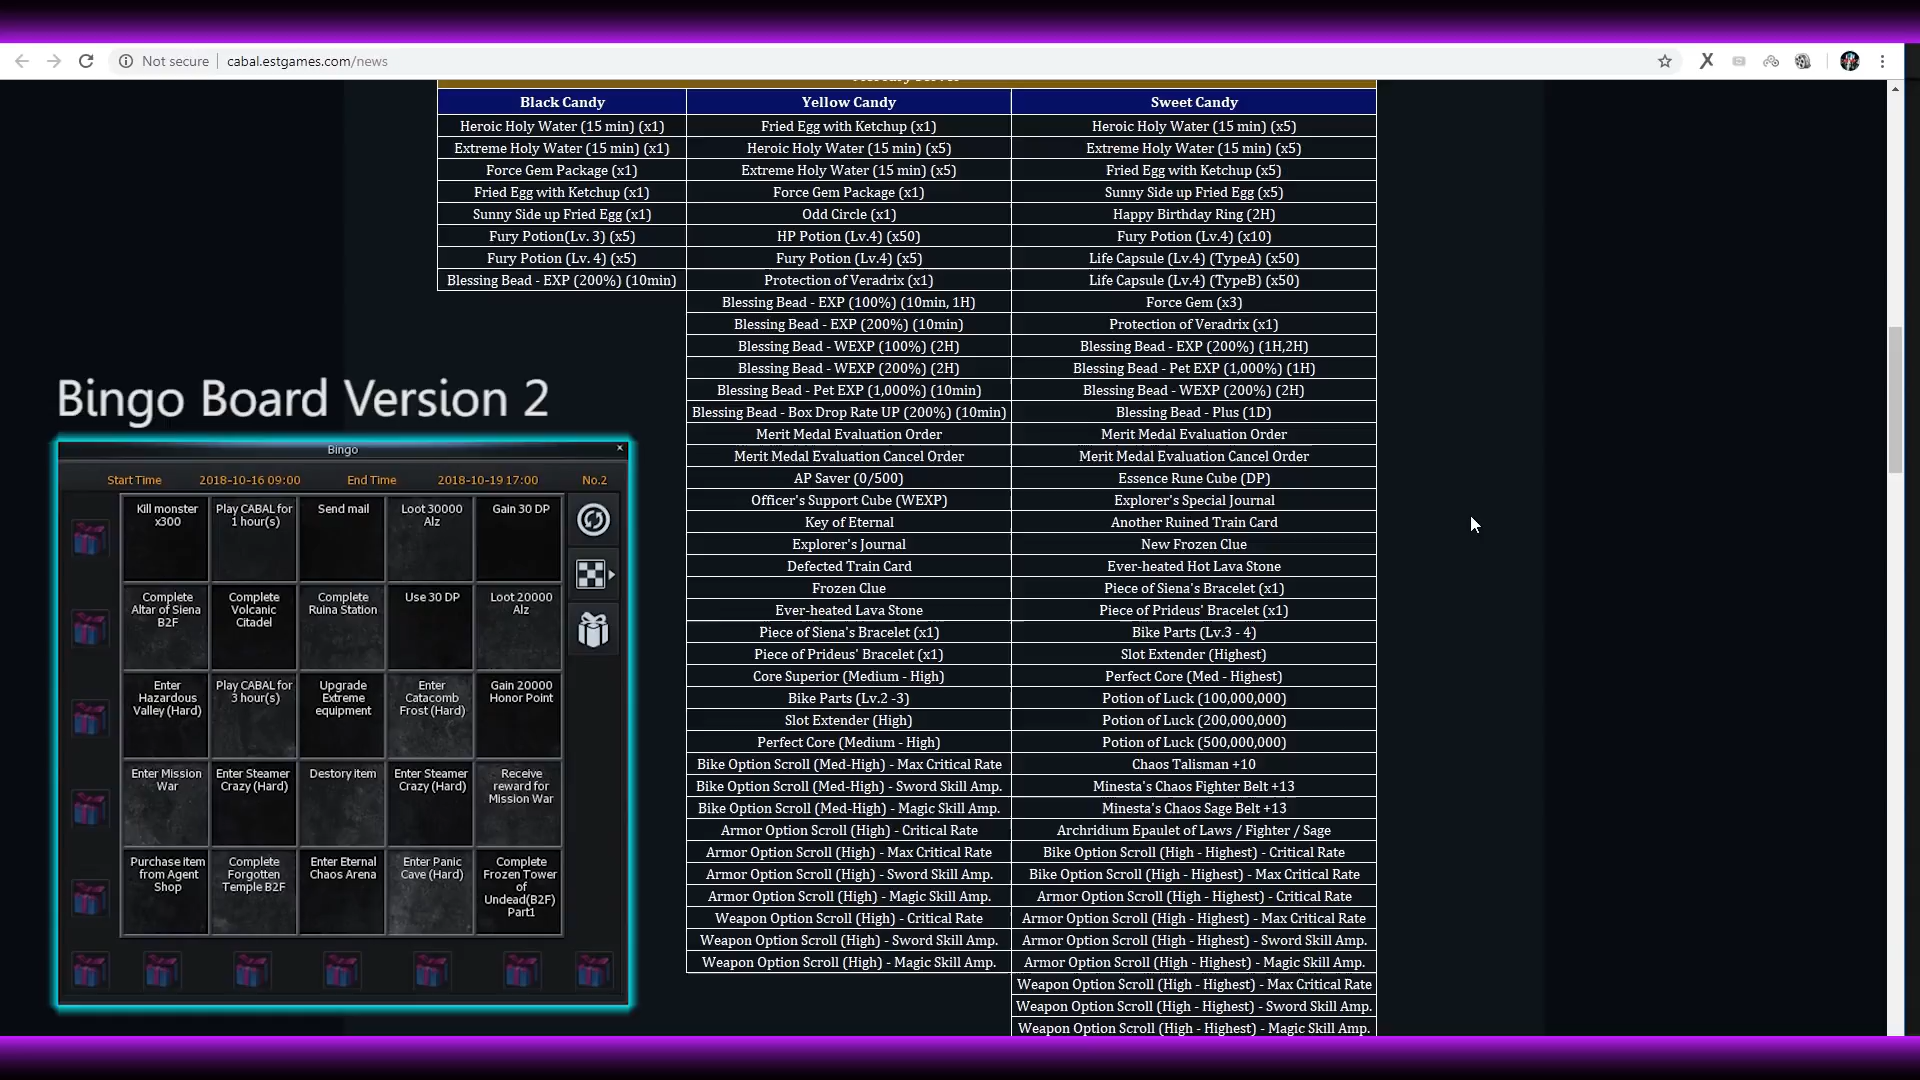 Not secure
cabal.estgames.com/news
Black Candy
Yellow Candy
Sweet Candy
Heroic Holy Water (15 min) (x1)
Fried Egg with Ketchup (x1)
Heroic Holy Water (15 min) (x5)
Extreme Holy Water (15 min) (x1)
Heroic Holy Water (15 min) (x5)
Extreme Holy Water (15 min) (x5)
Force Gem Package (x1)
Extreme Holy Water (15 min) (x5)
Fried Egg with Ketchup (x5)
Fried Egg with Ketchup (x1)
Force Gem Package (x1)
Sunny Side up Fried Egg (x5)
Sunny Side up Fried Egg (x1)
Odd Circle (x1)
Happy Birthday Ring (2H)
Fury Potion(Lv. 3) (x5)
HP Potion (Lv.4) (x50)
Fury Potion (Lv.4) (x10)
Fury Potion (Lv. 4) (x5)
Fury Potion (Lv.4) (x5)
Life Capsule (Lv.4) (TypeA) (x50)
Blessing Bead - EXP (200%) (10min)
Protection of Veradrix (x1)
Life Capsule (Lv.4) (TypeB) (x50)
Blessing Bead - EXP (100%) (10min, 1H)
Force Gem (x3)
Blessing Bead - EXP (200%) (10min)
Protection of Veradrix (x1)
Blessing Bead - WEXP (100%) (2H)
Blessing Bead - EXP (200%) (1H,2H)
Blessing Bead - WEXP (200%) (2H)
Blessing Bead - Pet EXP (1,000%) (1H)
Blessing Bead - Pet EXP (1,000%) (10min)
Blessing Bead - WEXP (200%) (2H)
Blessing Bead - Box Drop Rate UP (200%) (10min)
Blessing Bead - Plus (1D)
Merit Medal Evaluation Order
Merit Medal Evaluation Order
Merit Medal Evaluation Cancel Order
Merit Medal Evaluation Cancel Order
AP Saver (0/500)
Essence Rune Cube (DP)
Officer's Support Cube (WEXP)
Explorer's Special Journal
Key of Eternal
Another Ruined Train Card
Explorer's Journal
New Frozen Clue
Defected Train Card
Ever-heated Hot Lava Stone
Frozen Clue
Piece of Siena's Bracelet (x1)
Ever-heated Lava Stone
Piece of Prideus' Bracelet (x1)
Piece of Siena's Bracelet (x1)
Bike Parts (Lv.3 - 4)
Piece of Prideus' Bracelet (x1)
Slot Extender (Highest)
Core Superior (Medium - High)
Perfect Core (Med - Highest)
Bike Parts (Lv.2 -3)
Potion of Luck (100,000,000)
Slot Extender (High)
Potion of Luck (200,000,000)
Perfect Core (Medium - High)
Potion of Luck (500,000,000)
Bike Option Scroll (Med-High) - Max Critical Rate
Chaos Talisman +10
Bike Option Scroll (Med-High) - Sword Skill Amp.
Minesta's Chaos Fighter Belt +13
Bike Option Scroll (Med-High) - Magic Skill Amp.
Minesta's Chaos Sage Belt +13
Armor Option Scroll (High) - Critical Rate
Archridium Epaulet of Laws / Fighter / Sage
Armor Option Scroll (High) - Max Critical Rate
Bike Option Scroll (High - Highest) - Critical Rate
Armor Option Scroll (High) - Sword Skill Amp.
Bike Option Scroll (High - Highest) - Max Critical Rate
Armor Option Scroll (High) - Magic Skill Amp.
Armor Option Scroll (High - Highest) - Critical Rate
Weapon Option Scroll (High) - Critical Rate
Armor Option Scroll (High - Highest) - Max Critical Rate
Weapon Option Scroll (High) - Sword Skill Amp.
Armor Option Scroll (High - Highest) - Sword Skill Amp.
Weapon Option Scroll (High) - Magic Skill Amp.
Armor Option Scroll (High - Highest) - Magic Skill Amp.
Weapon Option Scroll (High - Highest) - Max Critical Rate
Weapon Option Scroll (High - Highest) - Sword Skill Amp.
Weapon Option Scroll (High - Highest) - Magic Skill Amp.
Bingo Board Version 2
Bingo
Start Time 2018-10-16 09:00 End Time 2018-10-19 17:00 No.2
Kill monster
x300
Play CABAL for
1 hour(s)
Send mail
Loot 30000
Alz
Gain 30 DP
Complete
Altar of Siena
B2F
Complete
Volcanic
Citadel
Complete
Ruina Station
Use 30 DP
Loot 20000
Alz
Enter
Hazardous
Valley (Hard)
Play CABAL for
3 hour(s)
Upgrade
Extreme
equipment
Enter
Catacomb
Frost (Hard)
Gain 20000
Honor Point
Enter Mission
War
Enter Steamer
Crazy (Hard)
Destory item
Enter Steamer
Crazy (Hard)
Receive
reward for
Mission War
Purchase item
from Agent
Shop
Complete
Forgotten
Temple B2F
Enter Eternal
Chaos Arena
Enter Panic
Cave (Hard)
Complete
Frozen Tower
of
Undead(B2F)
Part1